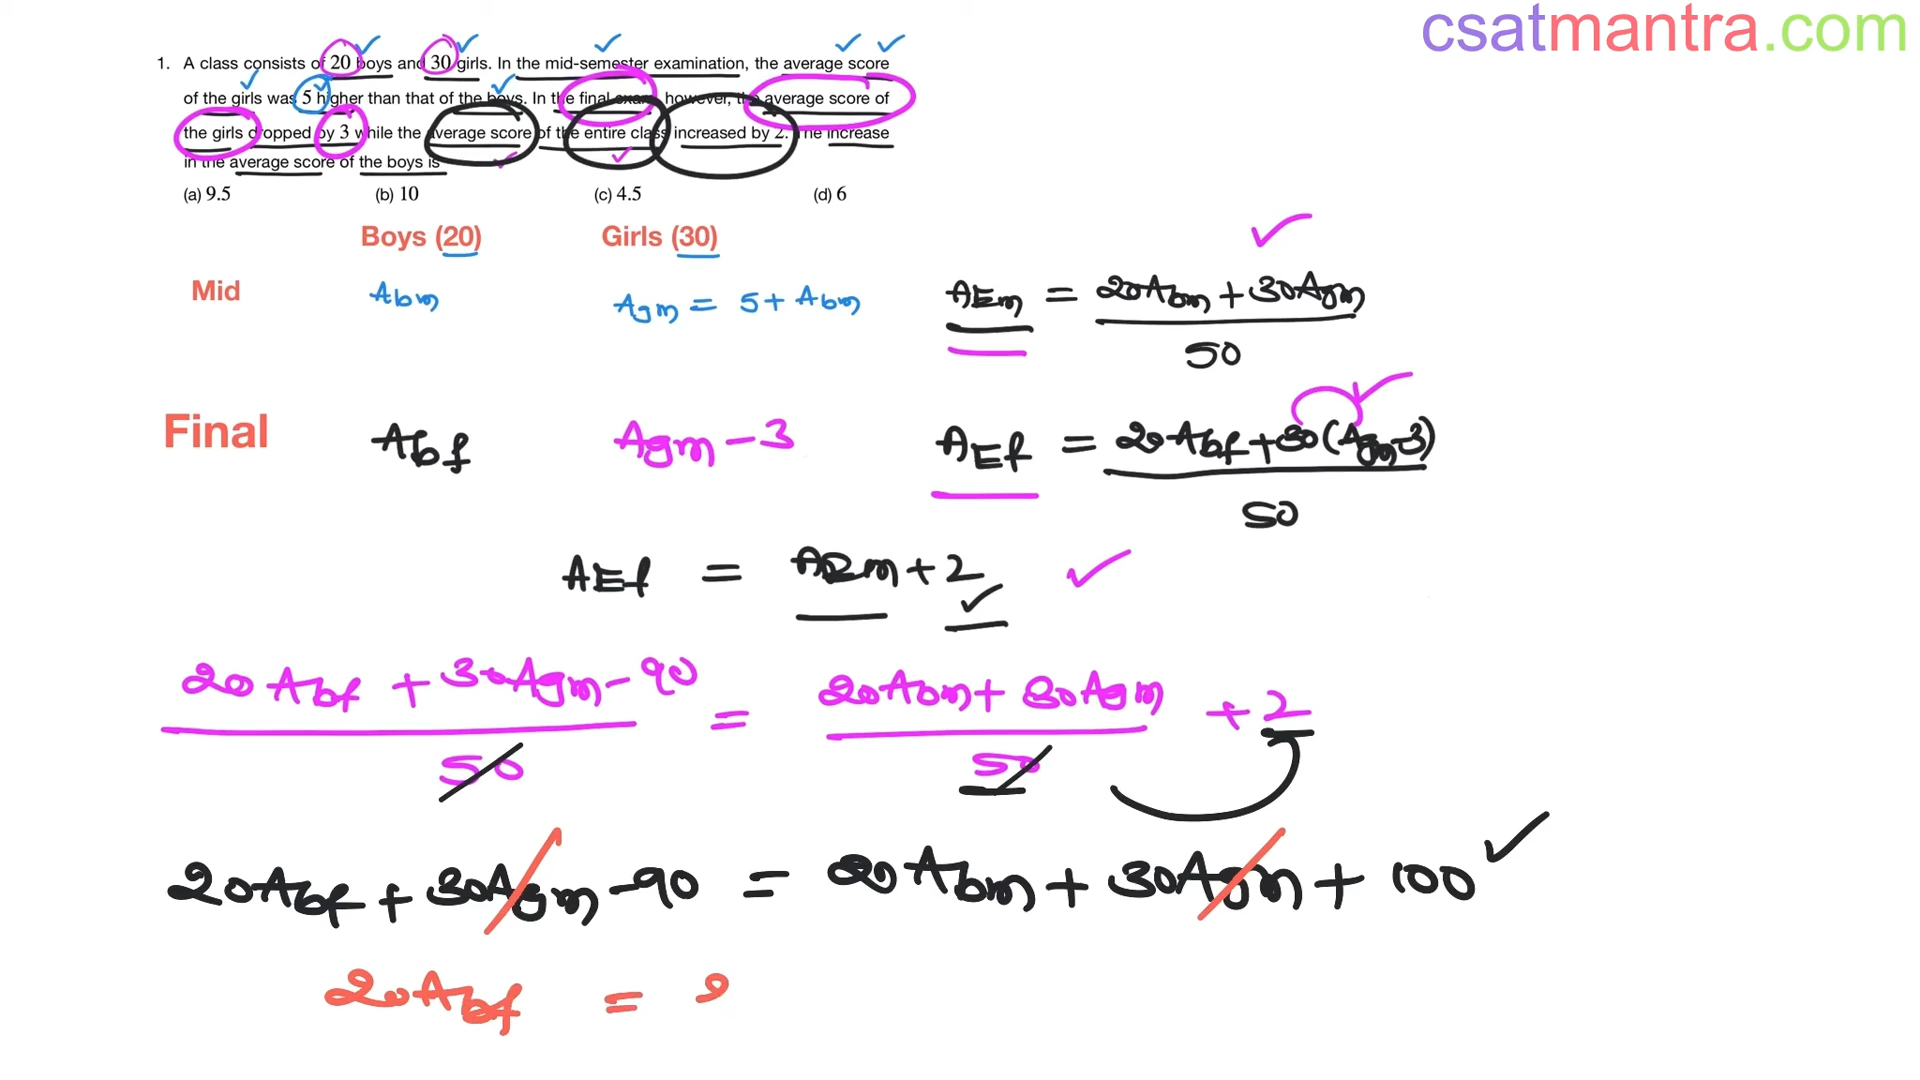 csatmantra.com
1. A class consists of 20 boys and 30 girls. In the mid-semester examination, the average score
of the girls was 5 higher than that of the boys. In the final exam, however, the average score of
the girls dropped by 3 while the average score of the entire class increased by 2. The increase
in the average score of the boys is
(a) 9.5 (b) 10 (c) 4.5 (d) 6
Boys (20) Girls (30)
Mid Abm Agm = 5 + Abm AEm = 20Abm + 30Agm
50
Final Abf Agm - 3 AEf = 20Abf + 30(Agm-3)
50
AEf = AEm + 2
20Abf + 30Agm - 90 = 20Abm + 30Agm + 2
50 50
20Abf + 30Agm - 90 = 20Abm + 30Agm + 100
20Abf =